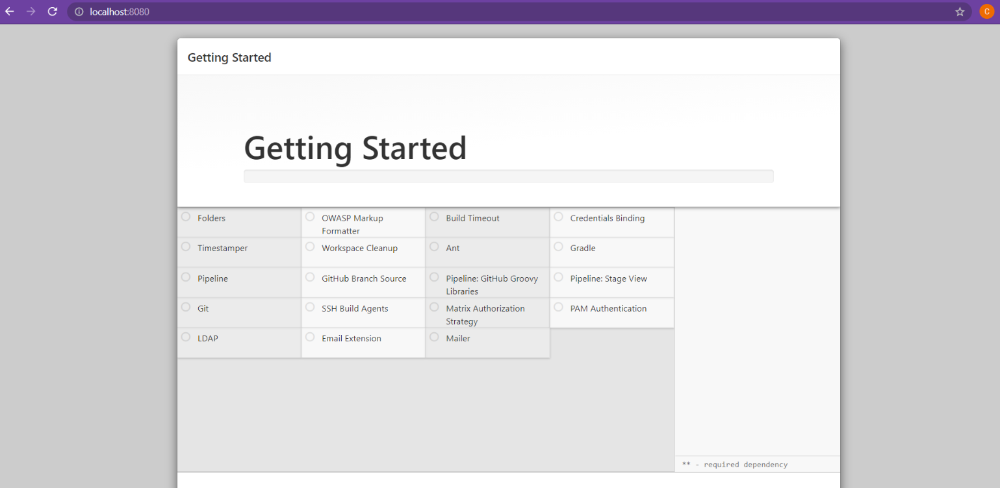 localhost:8080
C
Getting Started
Getting Started
Folders
OWASP Markup
Formatter
Build Timeout
Credentials Binding
Timestamper
Workspace Cleanup
Ant
Gradle
Pipeline
GitHub Branch Source
Pipeline: GitHub Groovy
Libraries
Pipeline: Stage View
Git
SSH Build Agents
Matrix Authorization
Strategy
PAM Authentication
LDAP
Email Extension
Mailer
** - required dependency